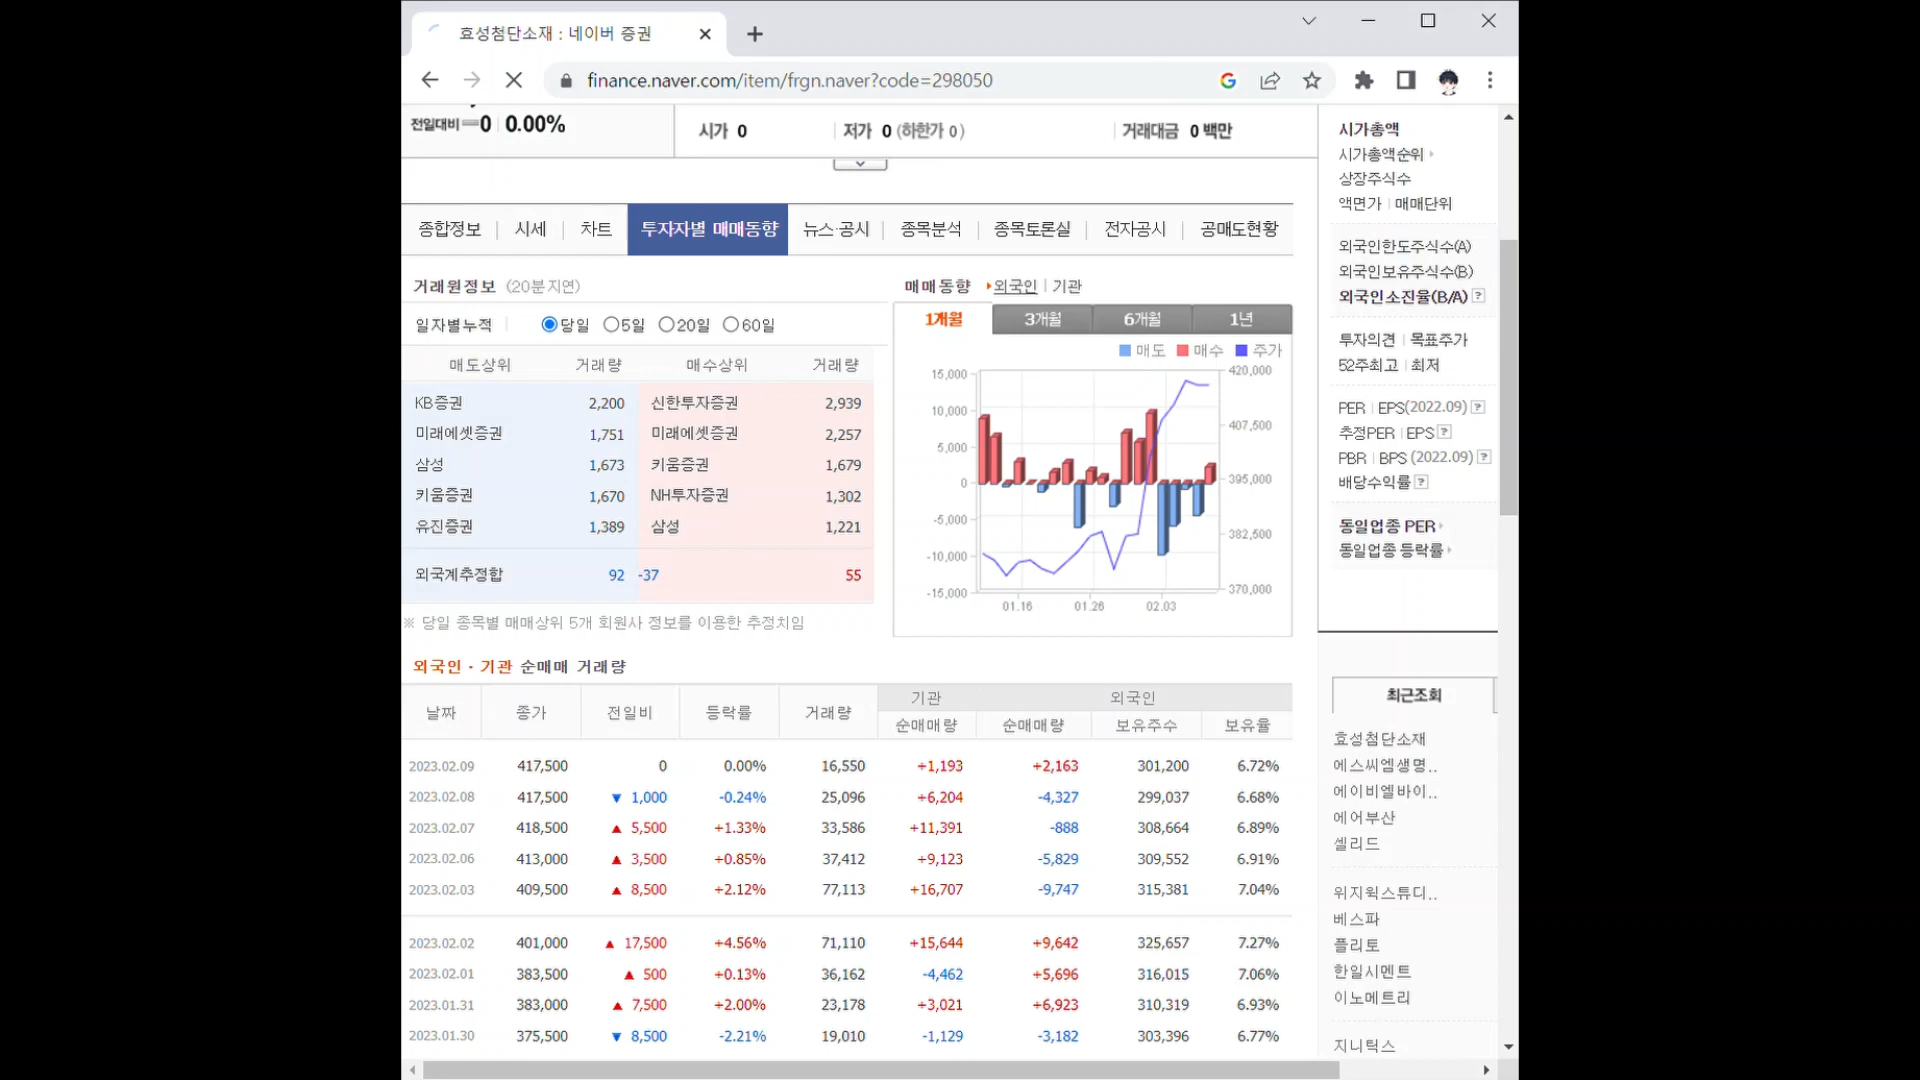 효성첨단소재 : 네이버 증권
finance.naver.com/item/frgn.naver?code=298050
전일대비 0 0.00%
시가 0 저가 0 (하한가 0) 거래대금 0 백만
종합정보 시세 차트 투자자별 매매동향 뉴스·공시 종목분석 종목토론실 전자공시 공매도현황
거래원정보 (20분지연)
일자별누적 당일 5일 20일 60일
매도상위 거래량 매수상위 거래량
KB증권 2,200 신한투자증권 2,939
미래에셋증권 1,751 미래에셋증권 2,257
삼성 1,673 키움증권 1,679
키움증권 1,670 NH투자증권 1,302
유진증권 1,389 삼성 1,221
외국계추정합 92 -37 55
※ 당일 종목별 매매상위 5개 회원사 정보를 이용한 추정치임
매매동향 외국인 기관
1개월 3개월 6개월 1년
매도 매수 주가
15,000 420,000
10,000 407,500
5,000
0 395,000
-5,000 382,500
-10,000
-15,000 370,000
01.16 01.26 02.03
외국인·기관 순매매 거래량
날짜 종가 전일비 등락률 거래량 기관 외국인
순매매량 순매매량 보유주수 보유율
2023.02.09 417,500 0 0.00% 16,550 +1,193 +2,163 301,200 6.72%
2023.02.08 417,500 ▼ 1,000 -0.24% 25,096 +6,204 -4,327 299,037 6.68%
2023.02.07 418,500 ▲ 5,500 +1.33% 33,586 +11,391 -888 308,664 6.89%
2023.02.06 413,000 ▲ 3,500 +0.85% 37,412 +9,123 -5,829 309,552 6.91%
2023.02.03 409,500 ▲ 8,500 +2.12% 77,113 +16,707 -9,747 315,381 7.04%
2023.02.02 401,000 ▲ 17,500 +4.56% 71,110 +15,644 +9,642 325,657 7.27%
2023.02.01 383,500 ▲ 500 +0.13% 36,162 -4,462 +5,696 316,015 7.06%
2023.01.31 383,000 ▲ 7,500 +2.00% 23,178 +3,021 +6,923 310,319 6.93%
2023.01.30 375,500 ▼ 8,500 -2.21% 19,010 -1,129 -3,182 303,396 6.77%
시가총액
시가총액순위
상장주식수
액면가 매매단위
외국인한도주식수(A)
외국인보유주식수(B)
외국인소진율(B/A) ?
투자의견 목표주가
52주최고 최저
PER EPS(2022.09) ?
추정PER EPS ?
PBR BPS (2022.09) ?
배당수익률 ?
동일업종 PER
동일업종 등락률
최근조회
효성첨단소재
에스씨엠생명..
에이비엘바이..
에어부산
셀리드
위지윅스튜디..
베스파
플리토
한일시멘트
이노메트리
지니틱스